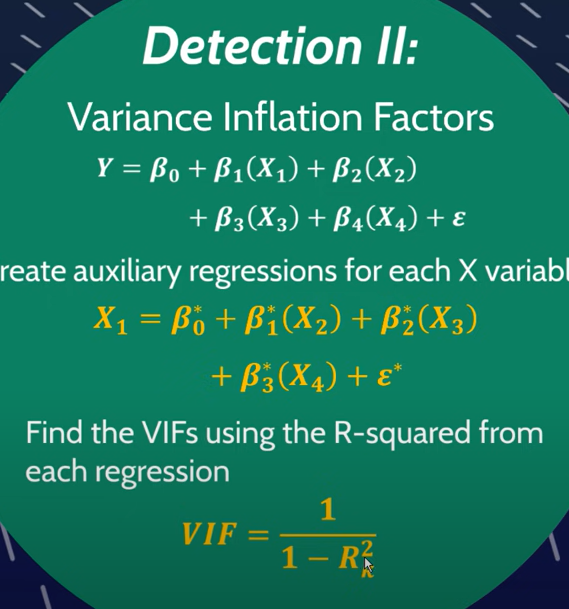 Detection II:
Variance Inflation Factors
Y = β₀ + β₁(X₁) + β₂(X₂)
+ β₃(X₃) + β₄(X₄) + ε
reate auxiliary regressions for each X variabl
X₁ = β₀* + β₁*(X₂) + β₂*(X₃)
+ β₃*(X₄) + ε*
Find the VIFs using the R-squared from
each regression
VIF = 1 / (1 − R²ₖ)